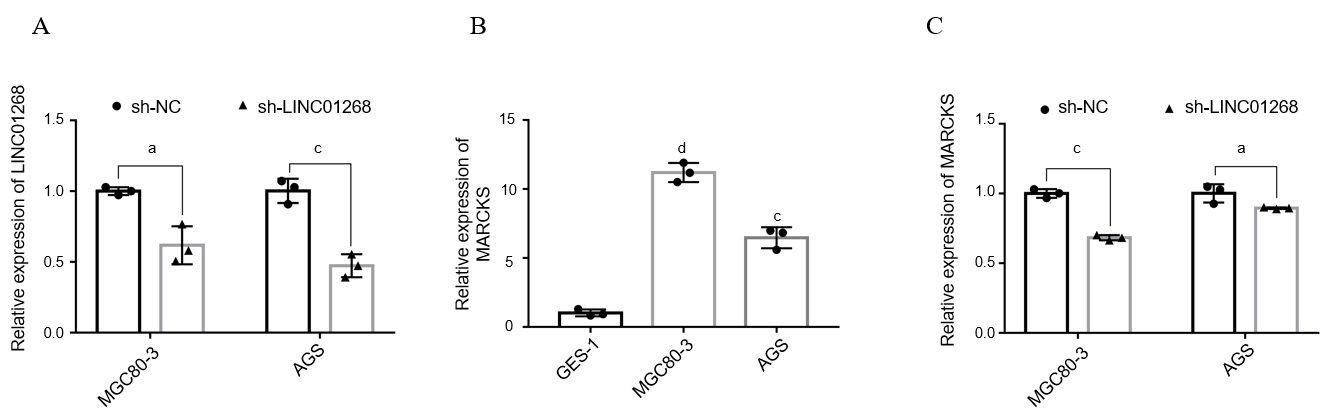 A
Relative expression of LINC01268
sh-NC
sh-LINC01268
1.5
1.0
0.5
0.0
a
c
MGC80-3
AGS
B
Relative expression of
MARCKS
15
10
5
0
d
c
GES-1
MGC80-3
AGS
C
Relative expression of MARCKS
sh-NC
sh-LINC01268
1.5
1.0
0.5
0.0
c
a
MGC80-3
AGS